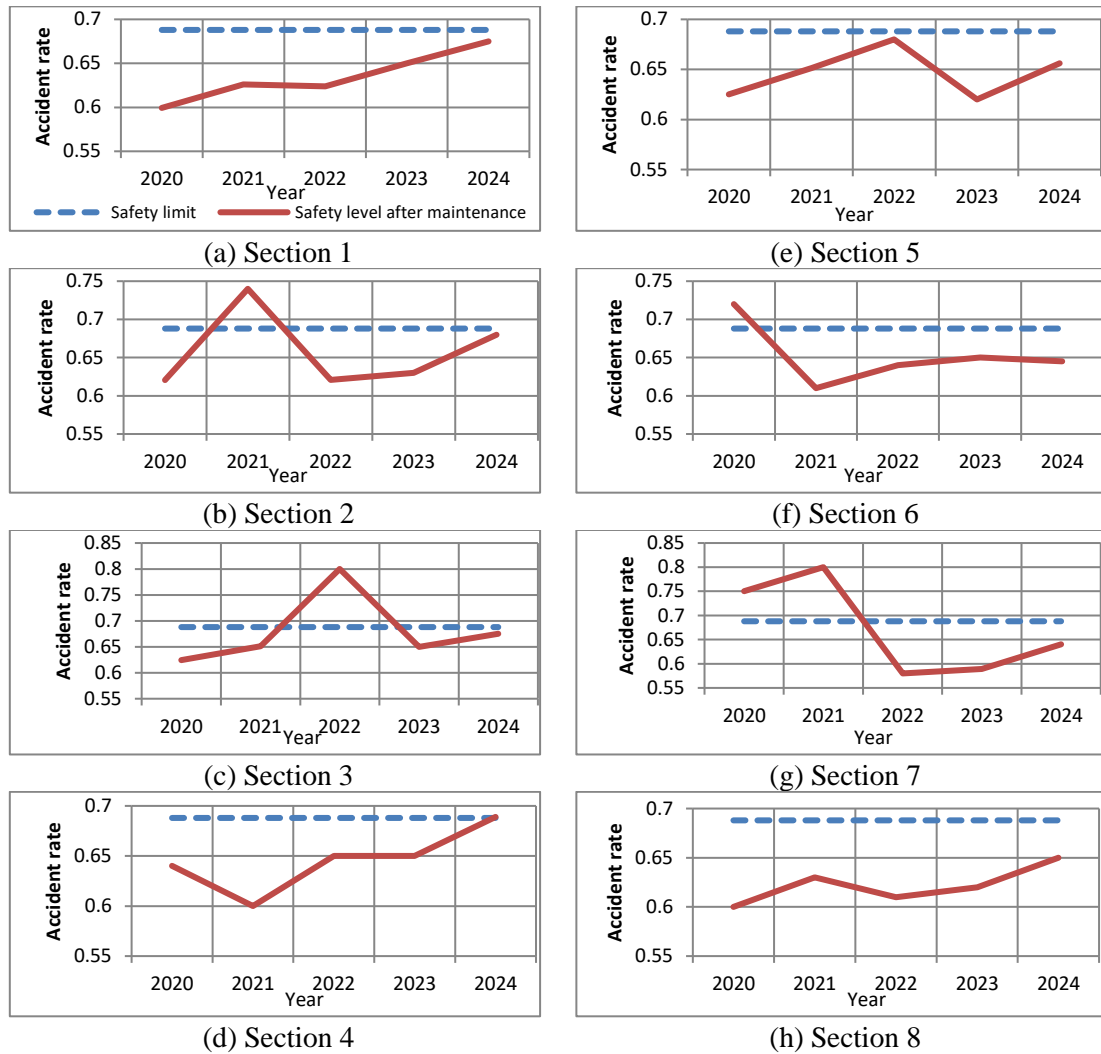 0.7
0.65
0.6
0.55
Accident rate
2020 2021 2022 2023 2024
Year
Safety limit Safety level after maintenance
(a) Section 1
0.7
0.65
0.6
0.55
Accident rate
2020 2021 2022 2023 2024
Year
(e) Section 5
0.75
0.7
0.65
0.6
0.55
Accident rate
2020 2021 2022 2023 2024
Year
(b) Section 2
0.75
0.7
0.65
0.6
0.55
Accident rate
2020 2021 2022 2023 2024
Year
(f) Section 6
0.85
0.8
0.75
0.7
0.65
0.6
0.55
Accident rate
2020 2021 2022 2023 2024
Year
(c) Section 3
0.85
0.8
0.75
0.7
0.65
0.6
0.55
Accident rate
2020 2021 2022 2023 2024
Year
(g) Section 7
0.7
0.65
0.6
0.55
Accident rate
2020 2021 2022 2023 2024
Year
(d) Section 4
0.7
0.65
0.6
0.55
Accident rate
2020 2021 2022 2023 2024
Year
(h) Section 8